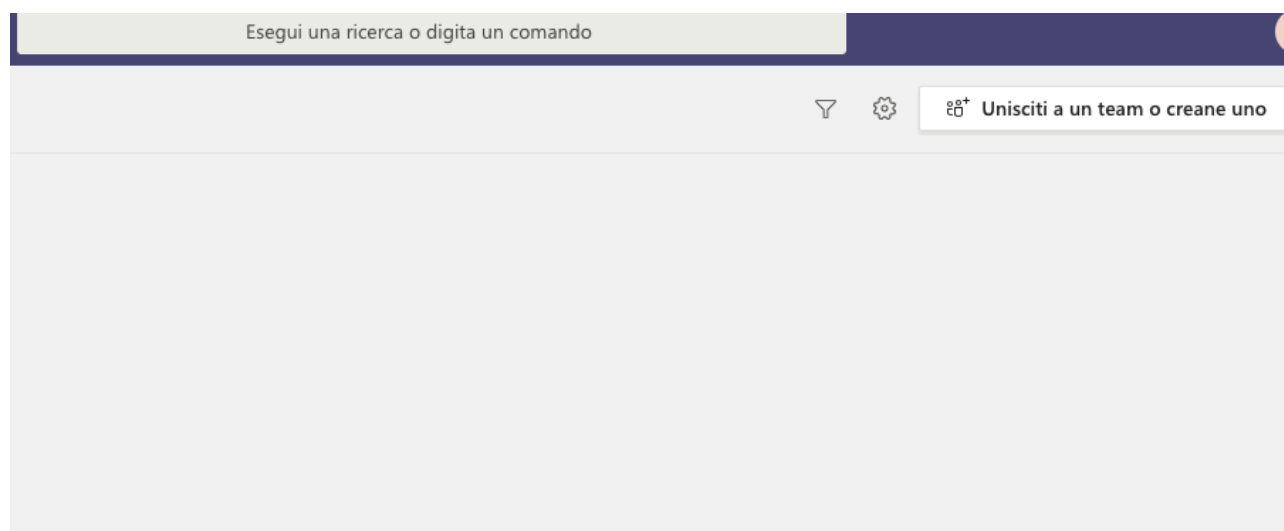 Esegui una ricerca o digita un comando
Unisciti a un team o creane uno